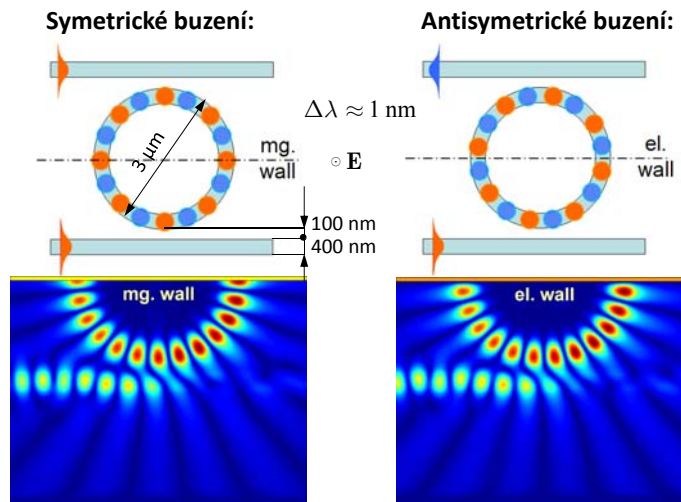 Symetrické buzení:
Antisymetrické buzení:
Δλ ≈ 1 nm
3 μm
mg.
wall
⊙ E
el.
wall
100 nm
400 nm
mg. wall
el. wall